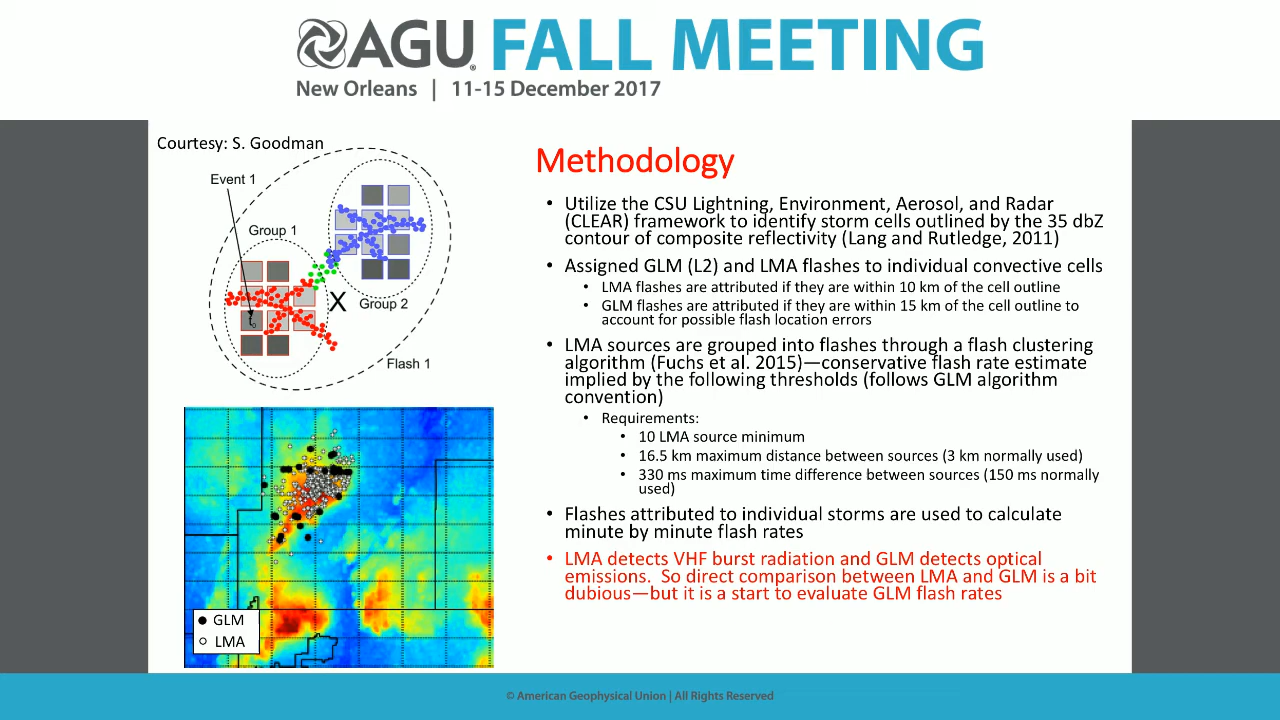 AGU FALL MEETING
New Orleans | 11-15 December 2017
Courtesy: S. Goodman
Event 1
Group 1
t0
X
Group 2
Flash 1
GLM
LMA
Methodology
• Utilize the CSU Lightning, Environment, Aerosol, and Radar
(CLEAR) framework to identify storm cells outlined by the 35 dbZ
contour of composite reflectivity (Lang and Rutledge, 2011)
• Assigned GLM (L2) and LMA flashes to individual convective cells
• LMA flashes are attributed if they are within 10 km of the cell outline
• GLM flashes are attributed if they are within 15 km of the cell outline to
account for possible flash location errors
• LMA sources are grouped into flashes through a flash clustering
algorithm (Fuchs et al. 2015)—conservative flash rate estimate
implied by the following thresholds (follows GLM algorithm
convention)
• Requirements:
• 10 LMA source minimum
• 16.5 km maximum distance between sources (3 km normally used)
• 330 ms maximum time difference between sources (150 ms normally
used)
• Flashes attributed to individual storms are used to calculate
minute by minute flash rates
• LMA detects VHF burst radiation and GLM detects optical
emissions. So direct comparison between LMA and GLM is a bit
dubious—but it is a start to evaluate GLM flash rates
© American Geophysical Union | All Rights Reserved